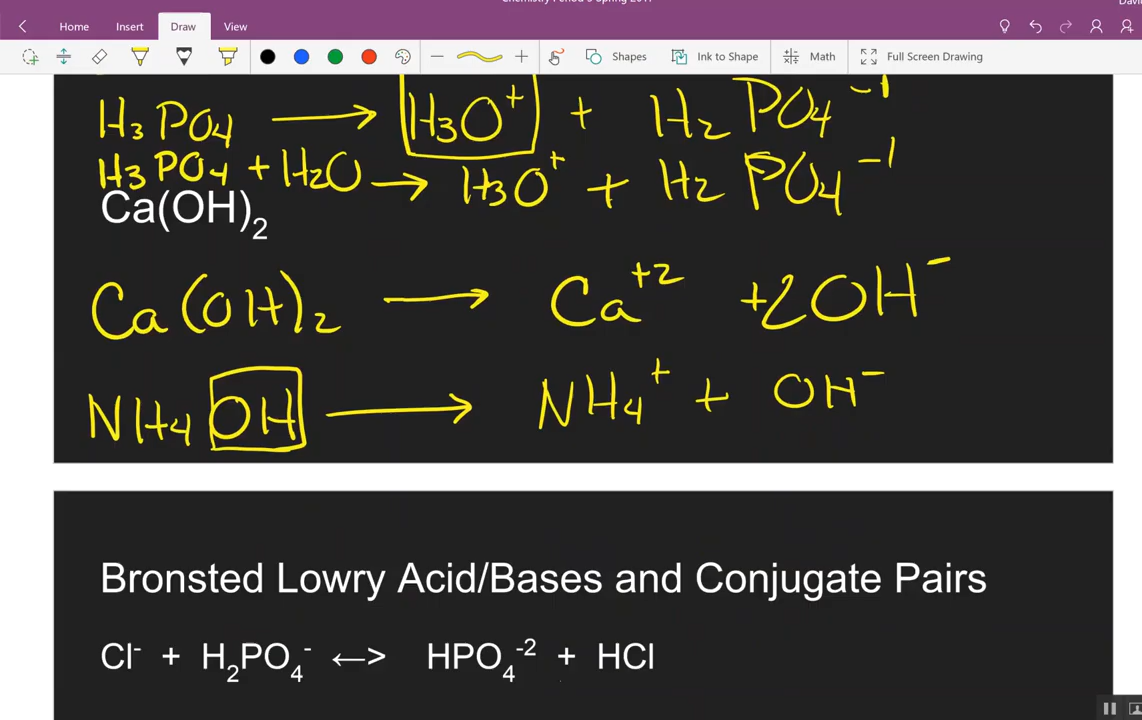 Home Insert Draw View
Shapes Ink to Shape Math Full Screen Drawing
H₃PO₄ → H₃O⁺ + H₂PO₄⁻¹
H₃PO₄ + H₂O → H₃O⁺ + H₂PO₄⁻¹
Ca(OH)₂
Ca(OH)₂ → Ca⁺² + 2OH⁻
NH₄OH → NH₄⁺ + OH⁻
Bronsted Lowry Acid/Bases and Conjugate Pairs
Cl⁻ + H₂PO₄⁻ <–> HPO₄⁻² + HCl